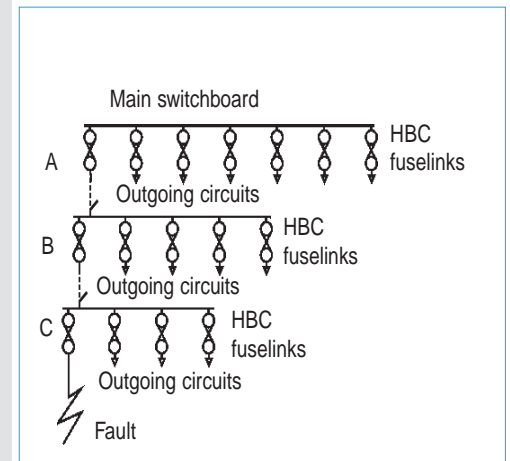 Main switchboard
HBC
fuselinks
A
Outgoing circuits
HBC
fuselinks
B
Outgoing circuits
HBC
fuselinks
C
Outgoing circuits
Fault